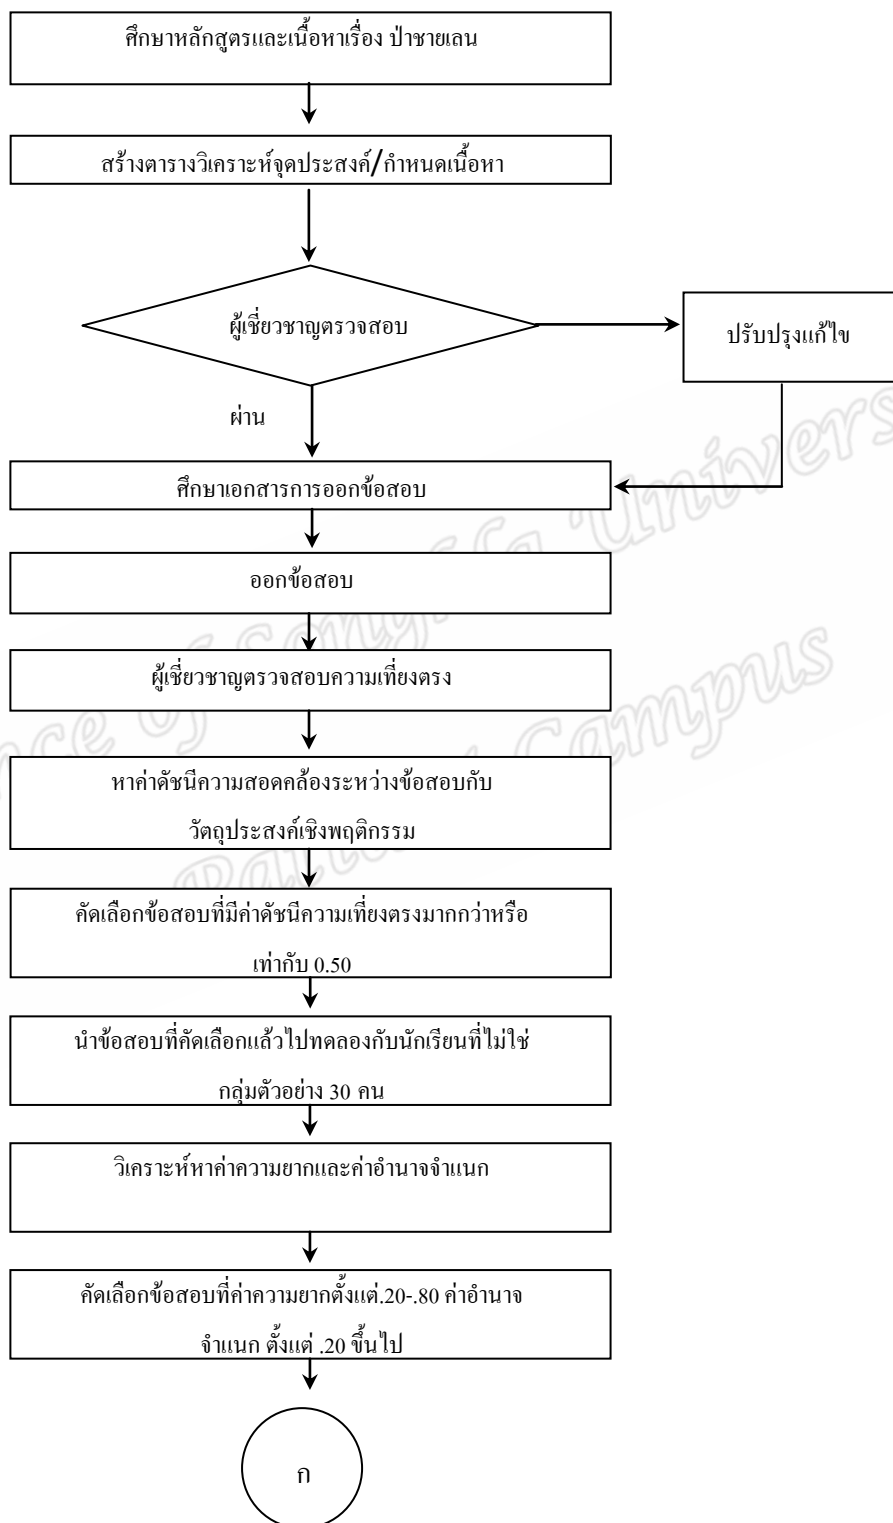 ศึกษาหลักสูตรและเนื้อหาเรื่อง ป่าชายเลน
สร้างตารางวิเคราะห์จุดประสงค์/กำหนดเนื้อหา
ผู้เชี่ยวชาญตรวจสอบ
ปรับปรุงแก้ไข
ผ่าน
ศึกษาเอกสารการออกข้อสอบ
ออกข้อสอบ
ผู้เชี่ยวชาญตรวจสอบความเที่ยงตรง
หาค่าดัชนีความสอดคล้องระหว่างข้อสอบกับ
วัตถุประสงค์เชิงพฤติกรรม
คัดเลือกข้อสอบที่มีค่าดัชนีความเที่ยงตรงมากกว่าหรือ
เท่ากับ 0.50
นำข้อสอบที่คัดเลือกแล้วไปทดลองกับนักเรียนที่ไม่ใช่
กลุ่มตัวอย่าง 30 คน
วิเคราะห์หาค่าความยากและค่าอำนาจจำแนก
คัดเลือกข้อสอบที่ค่าความยากตั้งแต่.20-.80 ค่าอำนาจ
จำแนก ตั้งแต่ .20 ขึ้นไป
ก